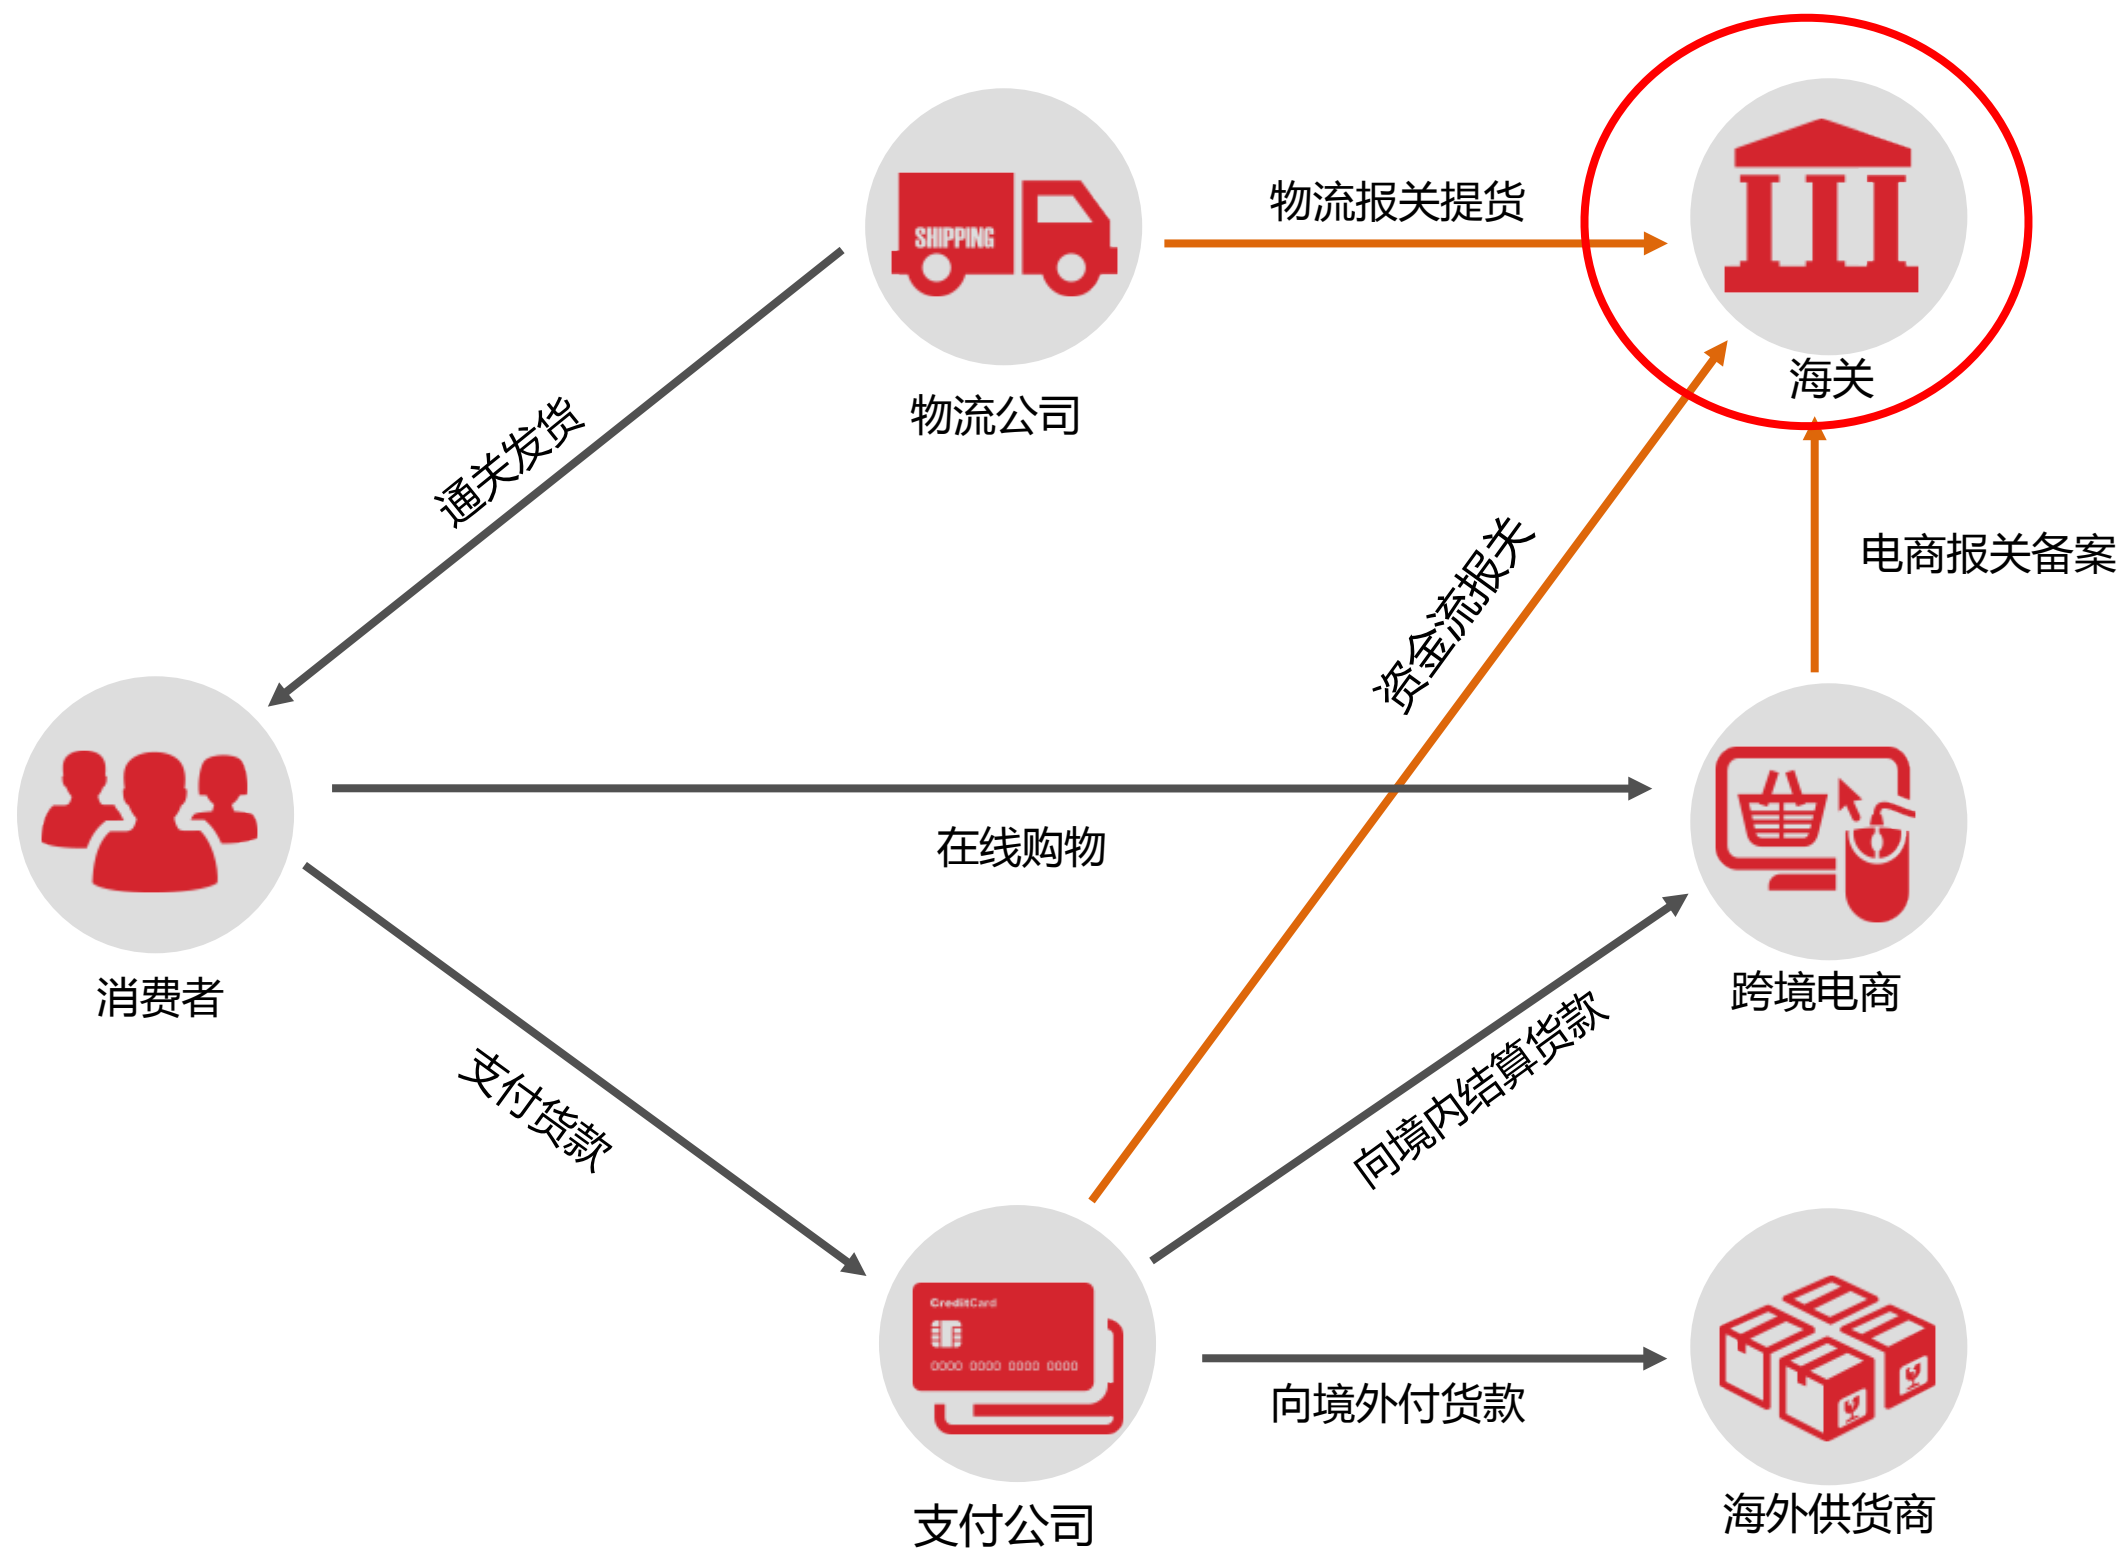 物流报关提货
SHIPPING
海关
物流公司
通关发货
电商报关备案
资金流报关
在线购物
消费者
跨境电商
支付货款
向境内结算货款
CreditCard
0000 0000 0000 0000
向境外付货款
支付公司
海外供货商